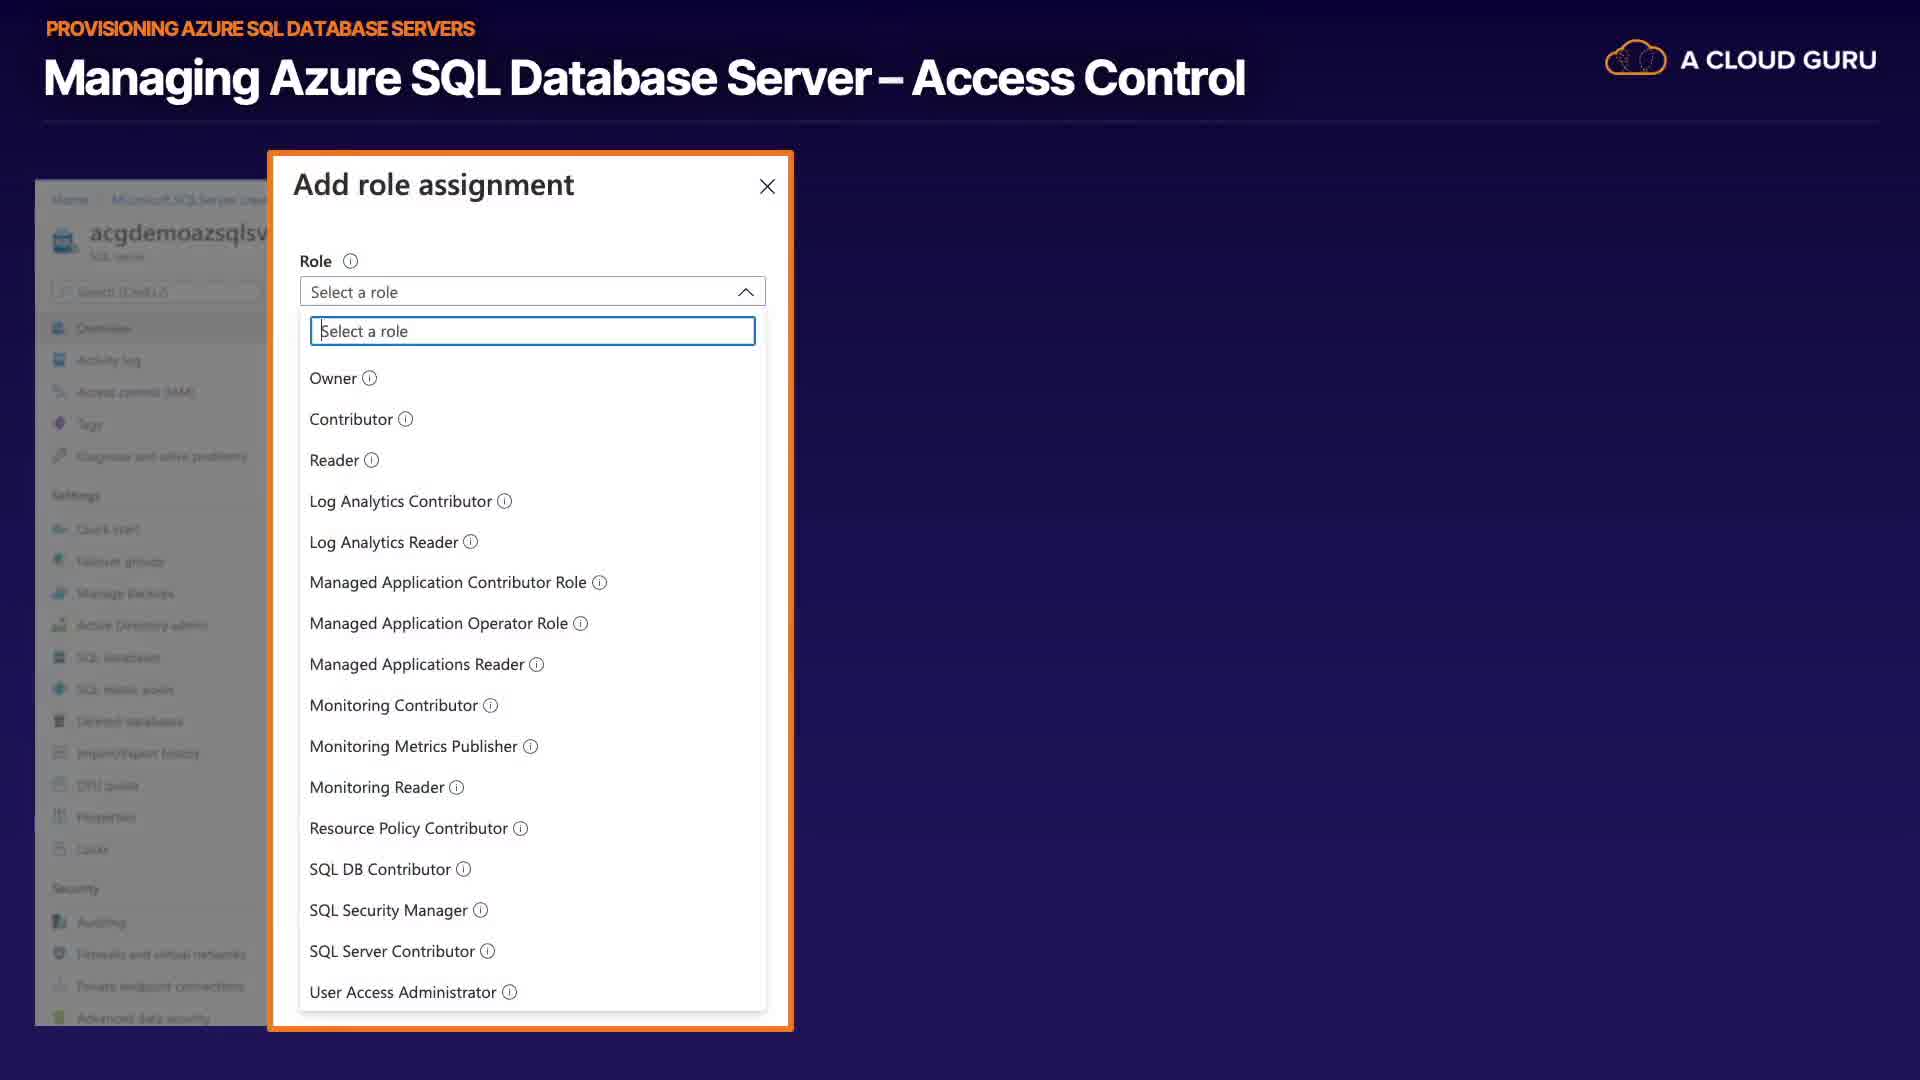 PROVISIONING AZURE SQL DATABASE SERVERS
Managing Azure SQL Database Server – Access Control
A CLOUD GURU
Home
Microsoft.SQLServer
acgdemoazsqlsv
SQL server
Search (Cmd+/)
Overview
Activity log
Access control (IAM)
Tags
Diagnose and solve problems
Settings
Quick start
Failover groups
Manage Backups
Active Directory admin
SQL databases
SQL elastic pools
Deleted databases
Import/Export history
DTU quota
Properties
Locks
Security
Auditing
Firewalls and virtual networks
Private endpoint connections
Advanced data security
Add role assignment
Role
Select a role
Select a role
Owner
Contributor
Reader
Log Analytics Contributor
Log Analytics Reader
Managed Application Contributor Role
Managed Application Operator Role
Managed Applications Reader
Monitoring Contributor
Monitoring Metrics Publisher
Monitoring Reader
Resource Policy Contributor
SQL DB Contributor
SQL Security Manager
SQL Server Contributor
User Access Administrator